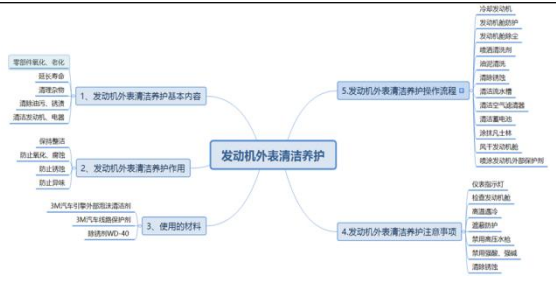 发动机外表清洁养护
1、发动机外表清洁养护基本内容
零部件氧化、老化
延长寿命
清理杂物
清除油污、锈渍
清洁发动机、电器
2、发动机外表清洁养护作用
保持整洁
防止氧化、腐蚀
防止锈蚀
防止异味
3、使用的材料
3M汽车引擎外部泡沫清洁剂
3M汽车线路保护剂
除锈剂WD-40
4.发动机外表清洁养护注意事项
仪表指示灯
检查发动机舱
高温遇冷
遮蔽防护
禁用高压水枪
禁用强酸、强碱
清除锈蚀
5.发动机外表清洁养护操作流程
冷却发动机
发动机舱防护
发动机舱除尘
喷洒清洗剂
油泥清洗
清除锈蚀
清洁流水槽
清洁空气滤清器
清洁蓄电池
涂抹凡士林
风干发动机舱
喷涂发动机外部保护剂